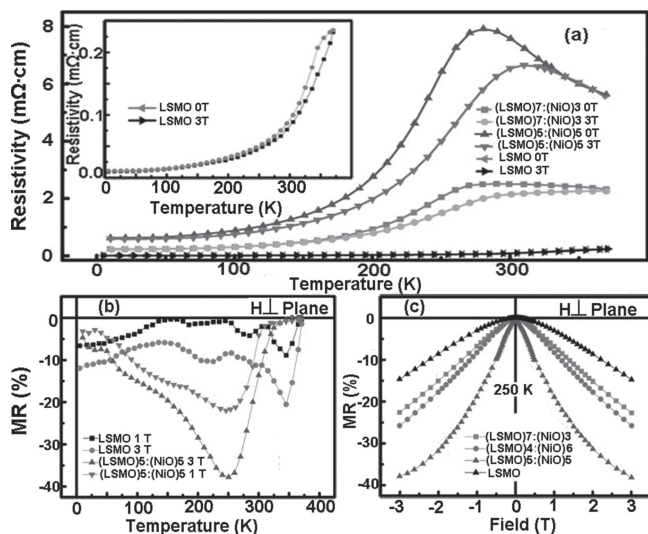 (a)
Resistivity (mΩ·cm)
8
6
4
2
0
0
100
200
300
Temperature (K)
(LSMO)7:(NiO)3 0T
(LSMO)7:(NiO)3 3T
(LSMO)5:(NiO)5 0T
(LSMO)5:(NiO)5 3T
LSMO 0T
LSMO 3T
Resistivity (mΩ·cm)
0.2
0.1
0.0
LSMO 0T
LSMO 3T
0 100 200 300
Temperature (K)
(b) H⊥ Plane
MR (%)
0
-10
-20
-30
-40
LSMO 1 T
LSMO 3 T
(LSMO)5:(NiO)5 3 T
(LSMO)5:(NiO)5 1 T
0 100 200 300 400
Temperature (K)
(c) H⊥ Plane
MR (%)
0
-10
-20
-30
-40
250 K
(LSMO)7:(NiO)3
(LSMO)4:(NiO)6
(LSMO)5:(NiO)5
LSMO
-3 -2 -1 0 1 2 3
Field (T)